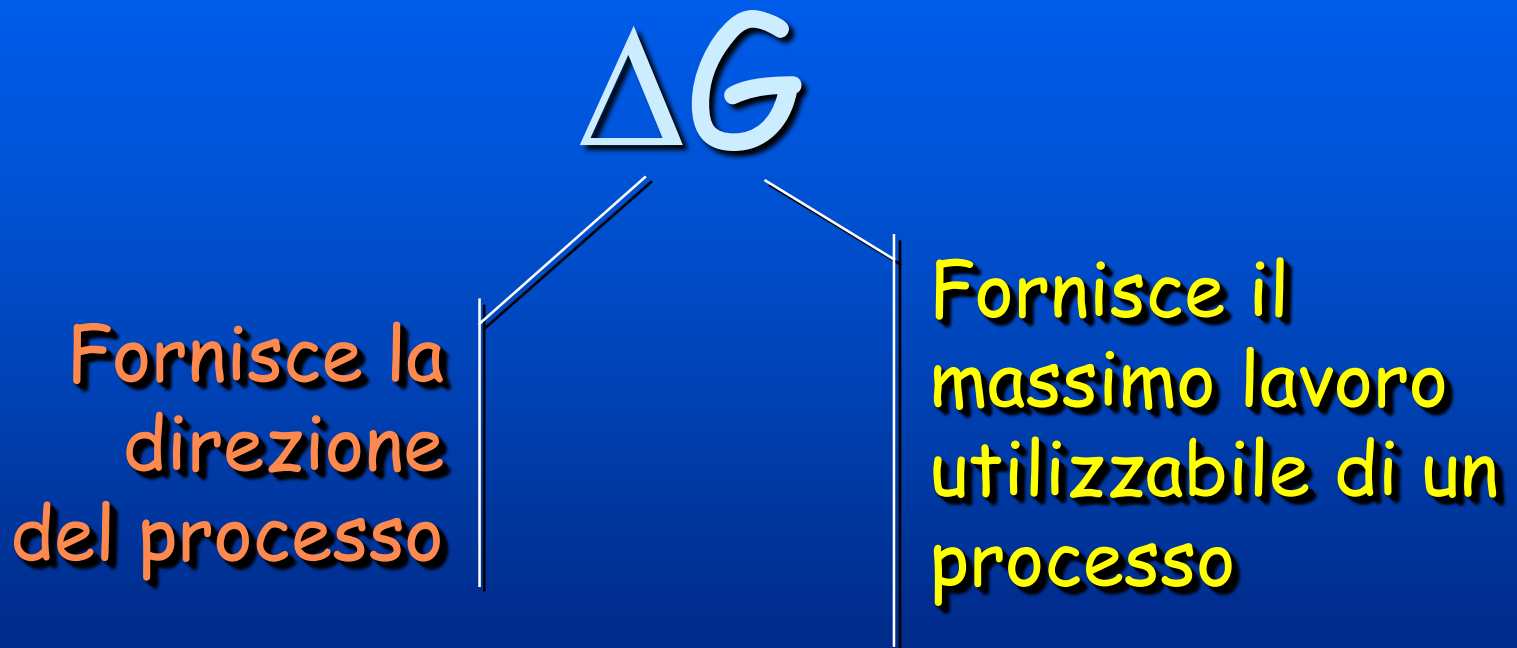 ΔG
Fornisce la
direzione
del processo
Fornisce il
massimo lavoro
utilizzabile di un
processo